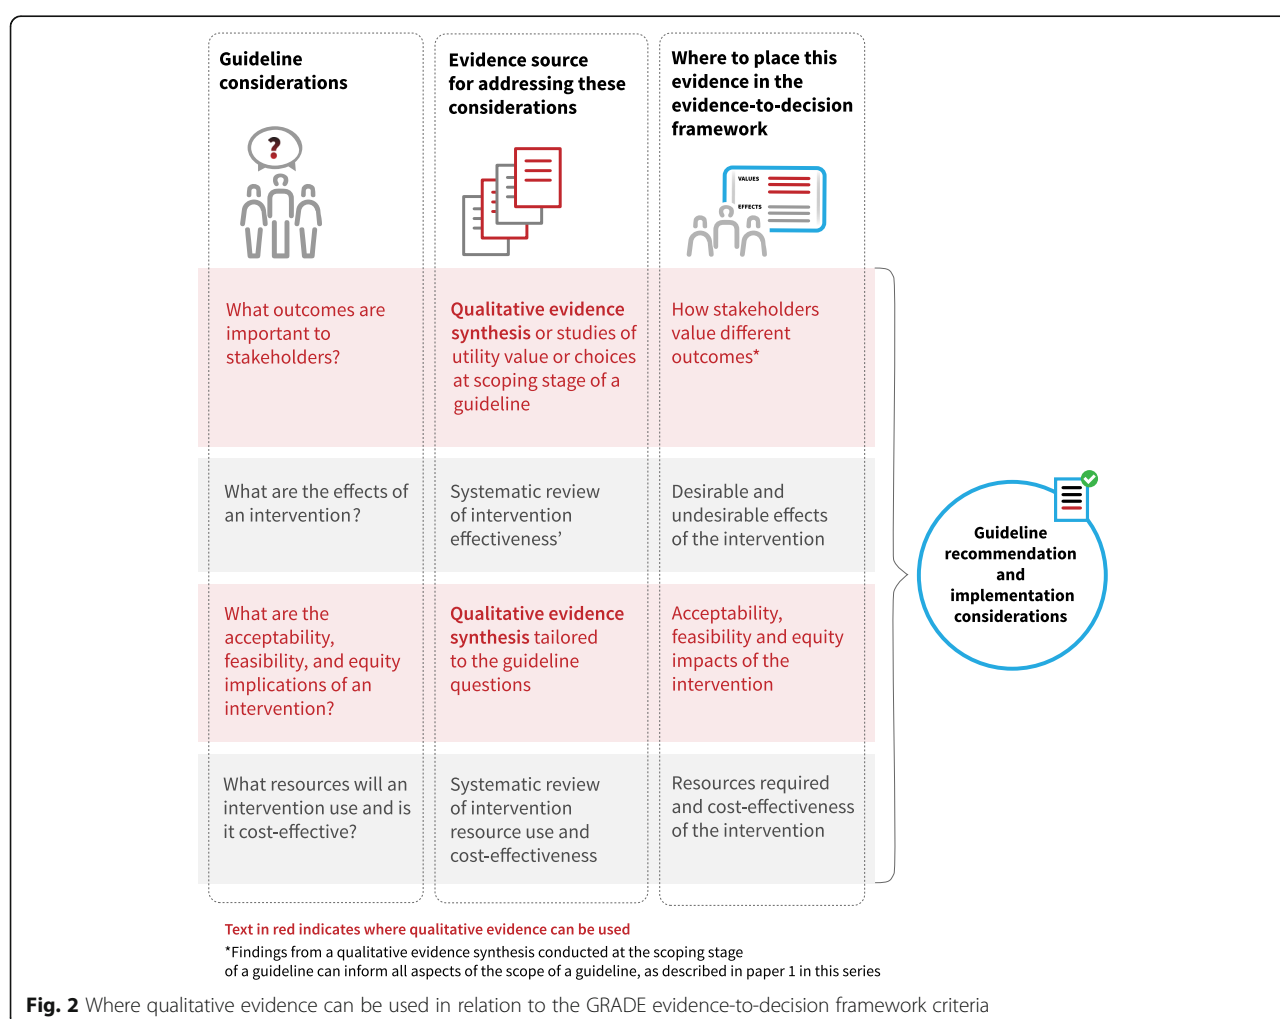 Guideline
considerations
Evidence source
for addressing these
considerations
Where to place this
evidence in the
evidence-to-decision
framework
?
VALUES
EFFECTS
What outcomes are
important to
stakeholders?
Qualitative evidence
synthesis or studies of
utility value or choices
at scoping stage of a
guideline
How stakeholders
value different
outcomes*
What are the effects of
an intervention?
Systematic review
of intervention
effectiveness’
Desirable and
undesirable effects
of the intervention
What are the
acceptability,
feasibility, and equity
implications of an
intervention?
Qualitative evidence
synthesis tailored
to the guideline
questions
Acceptability,
feasibility and equity
impacts of the
intervention
What resources will an
intervention use and is
it cost-effective?
Systematic review
of intervention
resource use and
cost-effectiveness
Resources required
and cost-effectiveness
of the intervention
Guideline
recommendation
and
implementation
considerations
Text in red indicates where qualitative evidence can be used
*Findings from a qualitative evidence synthesis conducted at the scoping stage
of a guideline can inform all aspects of the scope of a guideline, as described in paper 1 in this series
Fig. 2 Where qualitative evidence can be used in relation to the GRADE evidence-to-decision framework criteria